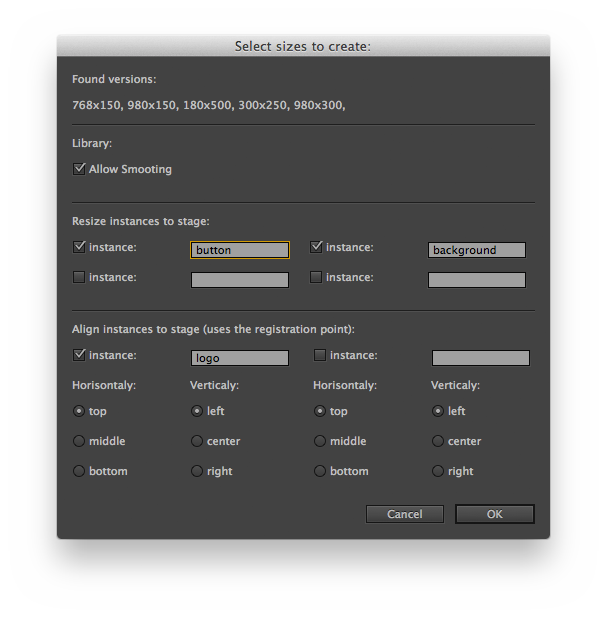 Select sizes to create:
Found versions:
768x150, 980x150, 180x500, 300x250, 980x300,
Library:
Allow Smooting
Resize instances to stage:
instance: button instance: background
instance: instance:
Align instances to stage (uses the registration point):
instance: logo instance:
Horisontaly: Verticaly: Horisontaly: Verticaly:
top left top left
middle center middle center
bottom right bottom right
Cancel OK